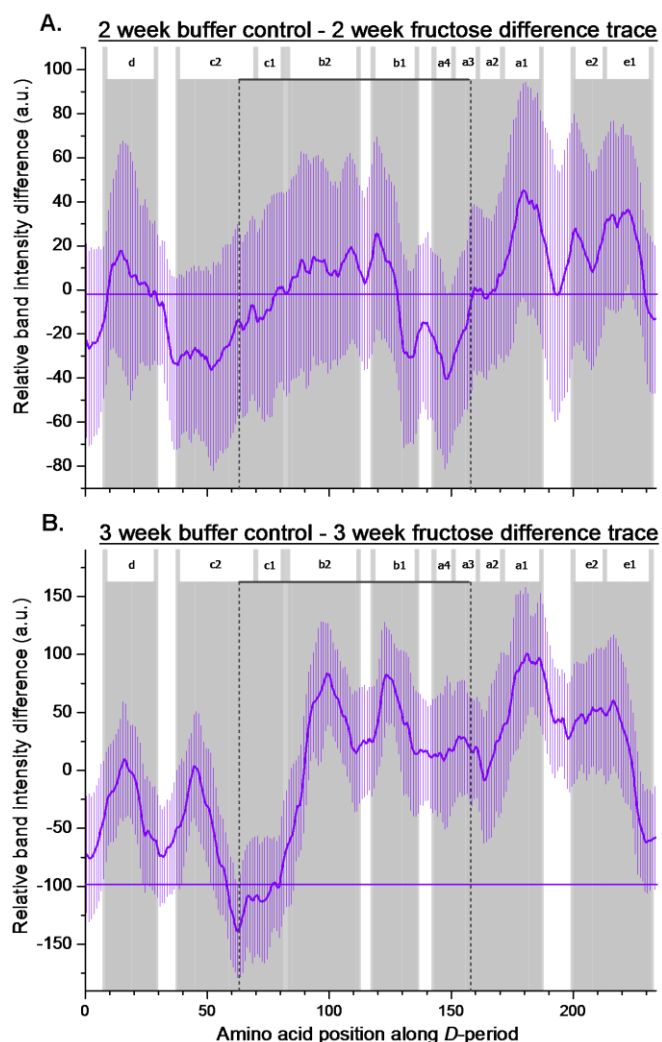 A. 2 week buffer control - 2 week fructose difference trace
d c2 c1 b2 b1 a4 a3 a2 a1 e2 e1
100
80
60
40
20
0
-20
-40
-60
-80
Relative band intensity difference (a.u.)
B. 3 week buffer control - 3 week fructose difference trace
d c2 c1 b2 b1 a4 a3 a2 a1 e2 e1
150
100
50
0
-50
-100
-150
Relative band intensity difference (a.u.)
0 50 100 150 200
Amino acid position along D-period